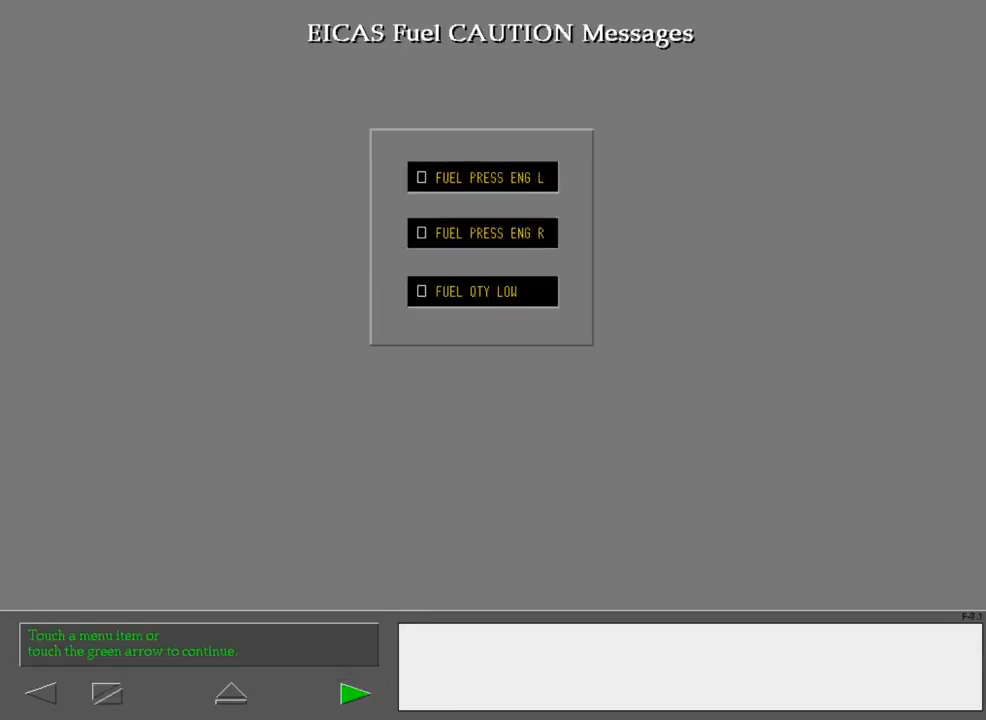 EICAS Fuel CAUTION Messages
□ FUEL PRESS ENG L
□ FUEL PRESS ENG R
□ FUEL QTY LOW
Touch a menu item or
touch the green arrow to continue.